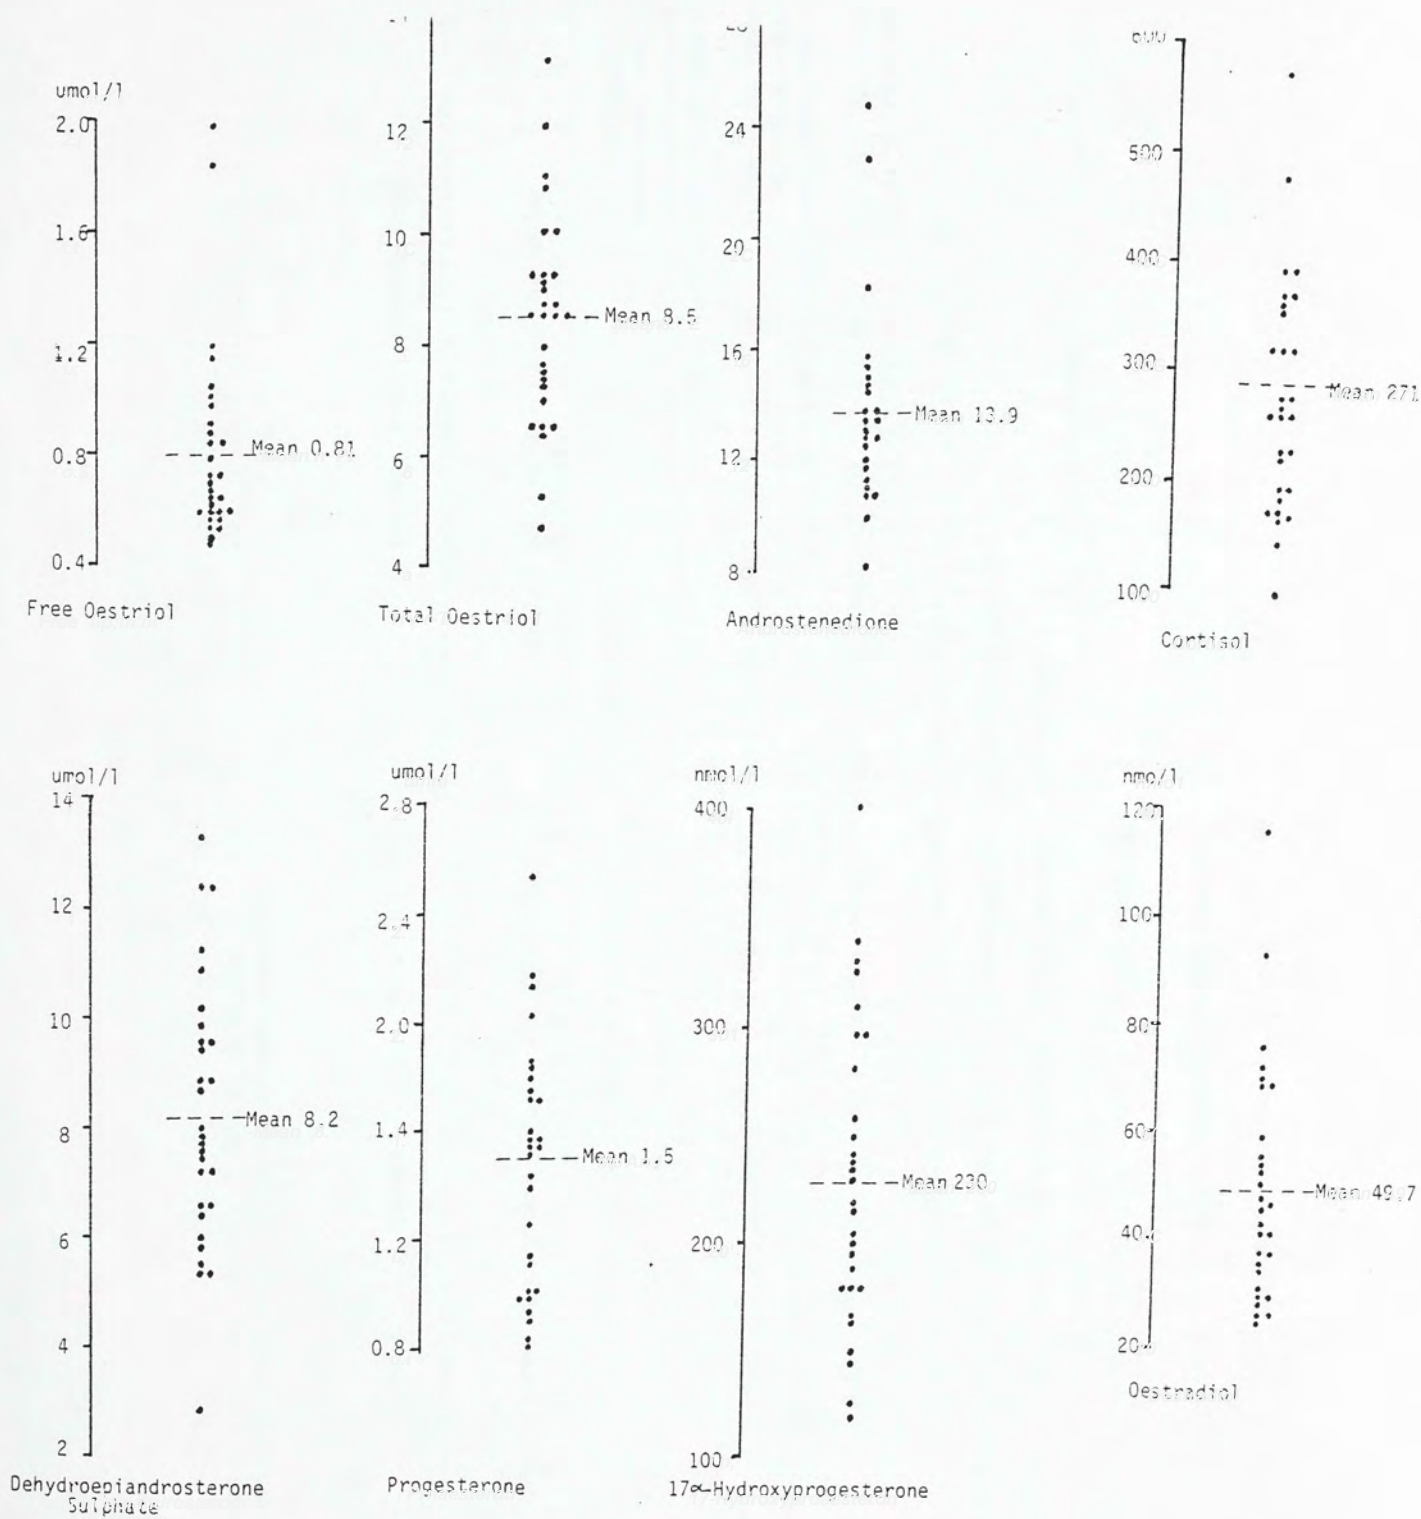 umol/l
2.0
1.6
1.2
0.8
0.4
Mean 0.81
Free Oestriol
12
10
8
6
4
Mean 8.5
Total Oestriol
24
20
16
12
8
Mean 13.9
Androstenedione
600
500
400
300
200
100
Mean 271
Cortisol
umol/l
14
12
10
8
6
4
2
Mean 8.2
Dehydroepiandrosterone
Sulphate
umol/l
2.8
2.4
2.0
1.4
1.2
0.8
Mean 1.5
Progesterone
nmol/l
400
300
200
100
Mean 230
17α-Hydroxyprogesterone
nmo/l
120
100
80
60
40
20
Mean 49.7
Oestradiol